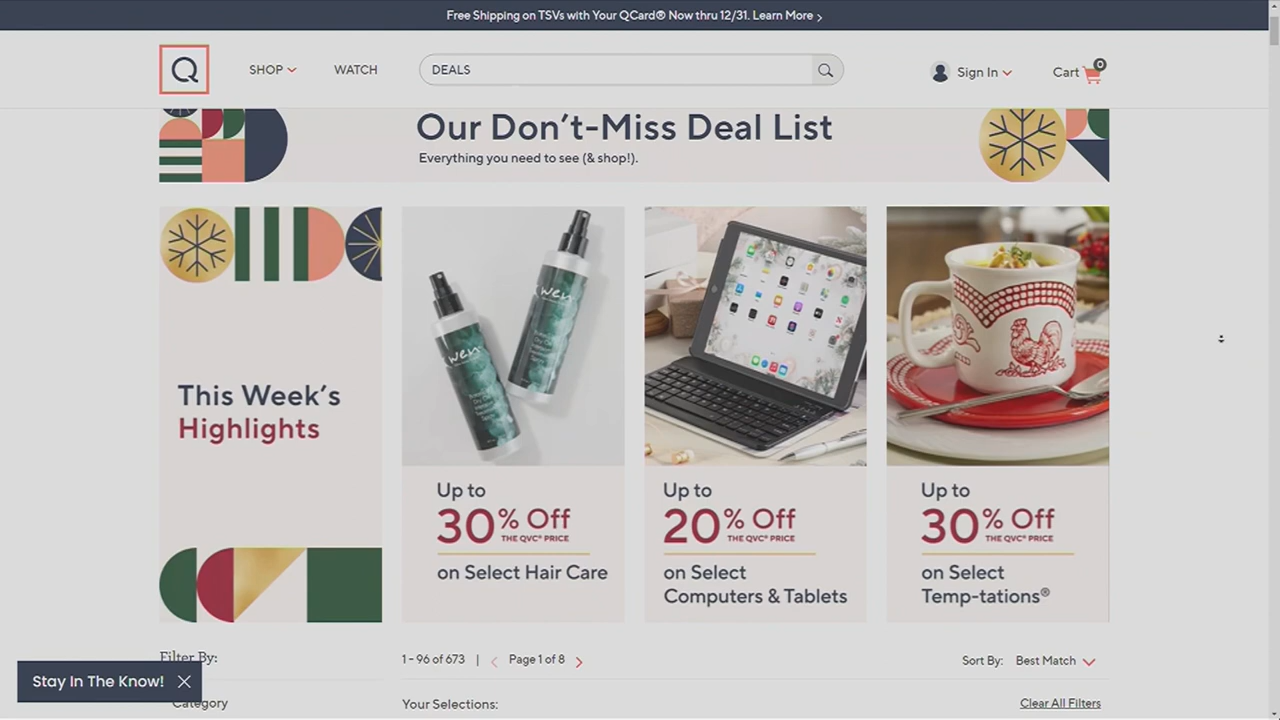 Free Shipping on TSVs with Your QCard® Now thru 12/31. Learn More
Q
SHOP
WATCH
DEALS
Sign In
Cart
0
Our Don't-Miss Deal List
Everything you need to see (& shop!).
This Week's
Highlights
wen
wen
Up to
30% Off
THE QVC® PRICE
on Select Hair Care
Up to
20% Off
THE QVC® PRICE
on Select
Computers & Tablets
Up to
30% Off
THE QVC® PRICE
on Select
Temp-tations®
Filter By:
1 - 96 of 673 | Page 1 of 8
Sort By: Best Match
Stay In The Know!
Category
Your Selections:
Clear All Filters